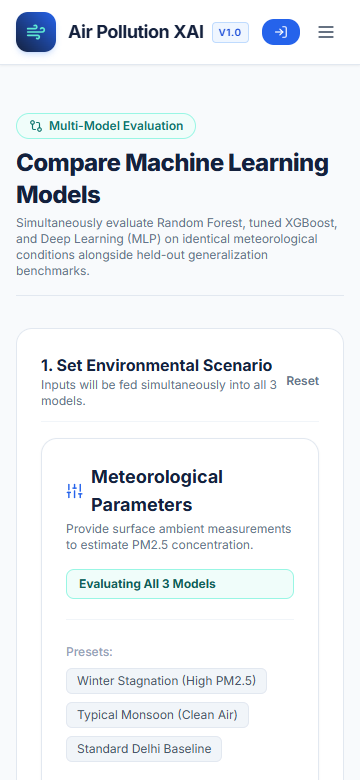 Air Pollution XAI
V1.0
Multi-Model Evaluation
Compare Machine Learning
Models
Simultaneously evaluate Random Forest, tuned XGBoost,
and Deep Learning (MLP) on identical meteorological
conditions alongside held-out generalization
benchmarks.
1. Set Environmental Scenario
Inputs will be fed simultaneously into all 3
models.
Reset
Meteorological
Parameters
Provide surface ambient measurements
to estimate PM2.5 concentration.
Evaluating All 3 Models
Presets:
Winter Stagnation (High PM2.5)
Typical Monsoon (Clean Air)
Standard Delhi Baseline